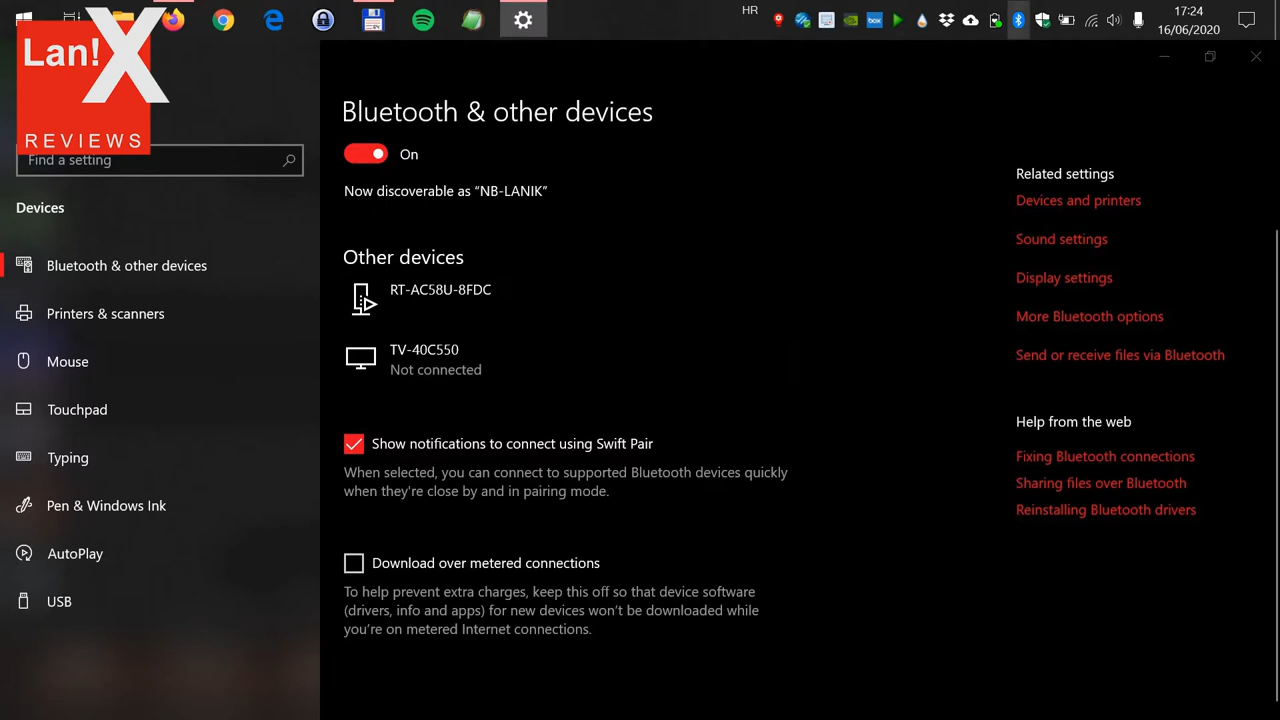 HR
17:24
16/06/2020
Lan!X
REVIEWS
Find a setting
Devices
Bluetooth & other devices
Printers & scanners
Mouse
Touchpad
Typing
Pen & Windows Ink
AutoPlay
USB
Bluetooth & other devices
On
Now discoverable as “NB-LANIK”
Other devices
RT-AC58U-8FDC
TV-40C550
Not connected
Show notifications to connect using Swift Pair
When selected, you can connect to supported Bluetooth devices quickly
when they're close by and in pairing mode.
Download over metered connections
To help prevent extra charges, keep this off so that device software
(drivers, info and apps) for new devices won’t be downloaded while
you’re on metered Internet connections.
Related settings
Devices and printers
Sound settings
Display settings
More Bluetooth options
Send or receive files via Bluetooth
Help from the web
Fixing Bluetooth connections
Sharing files over Bluetooth
Reinstalling Bluetooth drivers